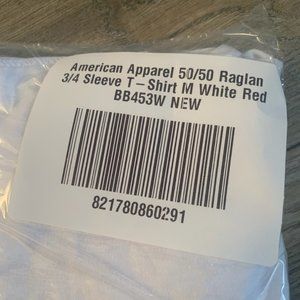 American Apparel 50/50 Raglan
3/4 Sleeve T-Shirt M White Red
BB453W NEW
821780860291